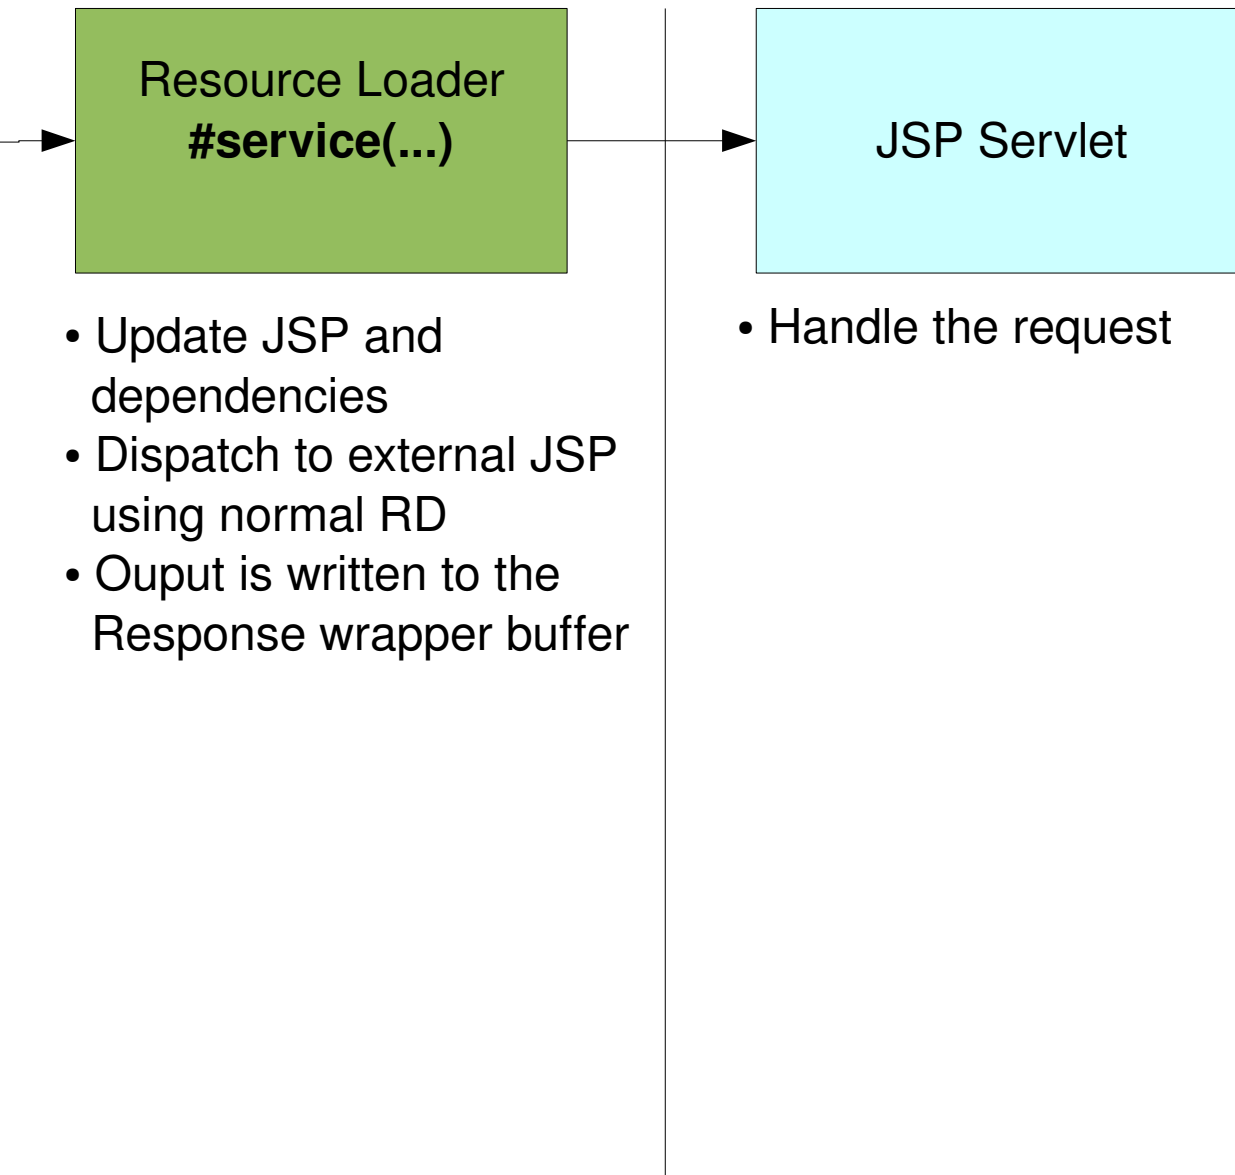 Resource Loader
#service(...)
JSP Servlet
• Update JSP and
dependencies
• Dispatch to external JSP
using normal RD
• Ouput is written to the
Response wrapper buffer
• Handle the request